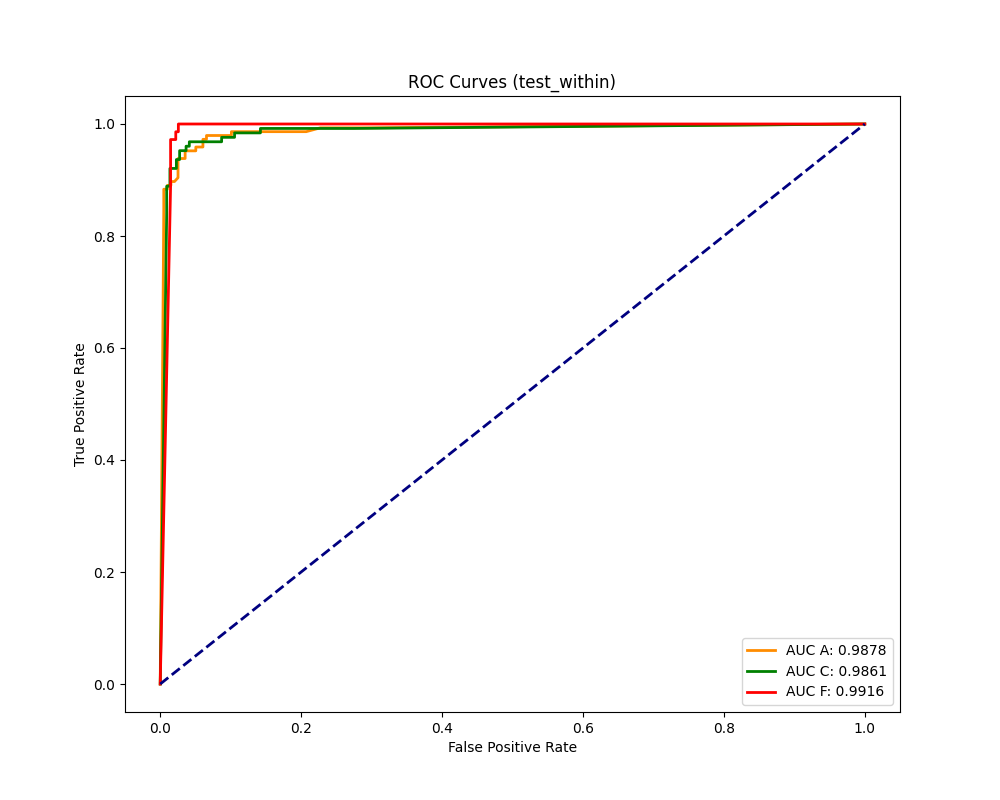 ROC Curves (test_within)
True Positive Rate
1.0
0.8
0.6
0.4
0.2
0.0
AUC A: 0.9878
AUC C: 0.9861
AUC F: 0.9916
0.0 0.2 0.4 0.6 0.8 1.0
False Positive Rate